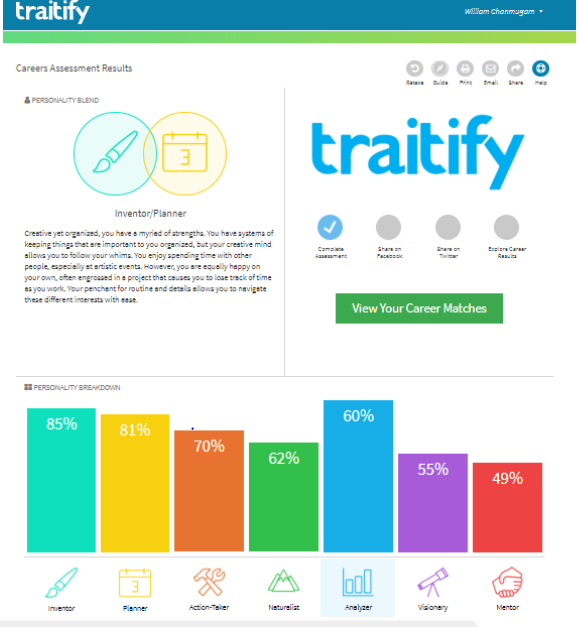 traitify
William Chanmugam
Careers Assessment Results
Retake Guide Print Email Share Help
PERSONALITY BLEND
3
Inventor/Planner
Creative yet organized, you have a myriad of strengths. You have systems of
keeping things that are important to you organized, but your creative mind
allows you to follow your whims. You enjoy spending time with other
people, especially at artistic events. However, you are equally happy on
your own, often engrossed in a project that causes you to lose track of time
as you work. Your penchant for routine and details allows you to navigate
these different interests with ease.
traitify
Complete
Assessment
Share on
Facebook
Share on
Twitter
Explore Career
Results
View Your Career Matches
PERSONALITY BREAKDOWN
85%
81%
70%
62%
60%
55%
49%
3
Inventor
Planner
Action-Taker
Naturalist
Analyzer
Visionary
Mentor